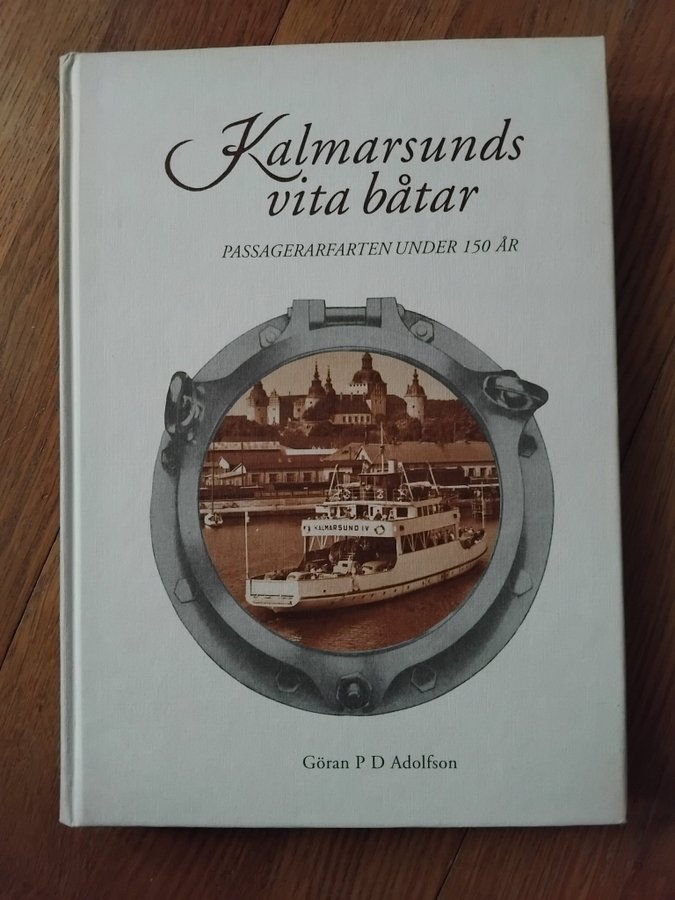 Kalmarsunds
vita båtar
PASSAGERARFARTEN UNDER 150 ÅR
KALMARSUND IV
Göran P D Adolfson